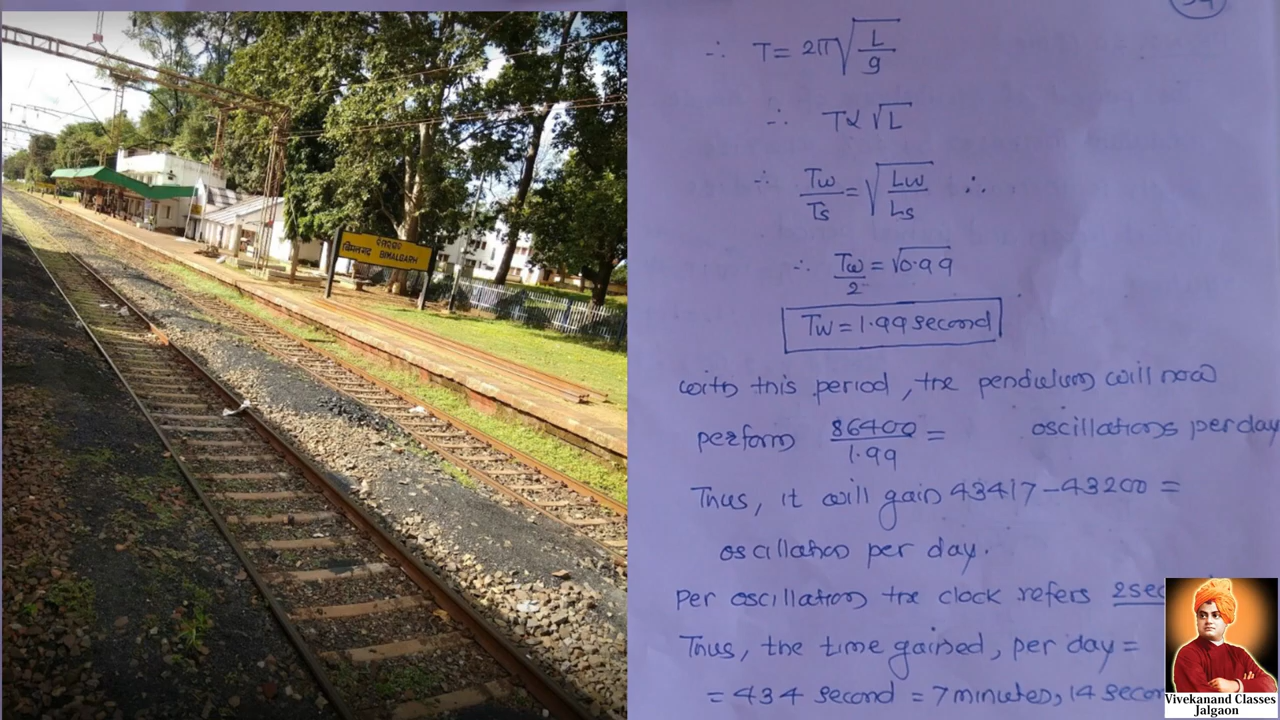 ବିମଳଗଡ
बिमलगढ़ BIMALGARH
∴ T = 2π√(L/g)
∴ T ∝ √L
∴ Tw/Ts = √(Lw/Ls) ∴
∴ Tw/2 = √0.99
Tw = 1.99 second
with this period, the pendulum will now
perform 86400/1.99 = oscillations per day
Thus, it will gain 43417 - 43200 =
oscillation per day.
per oscillation the clock refers 2sec
Thus, the time gained, per day =
= 434 second = 7 minutes, 14 secon
Vivekanand Classes
Jalgaon